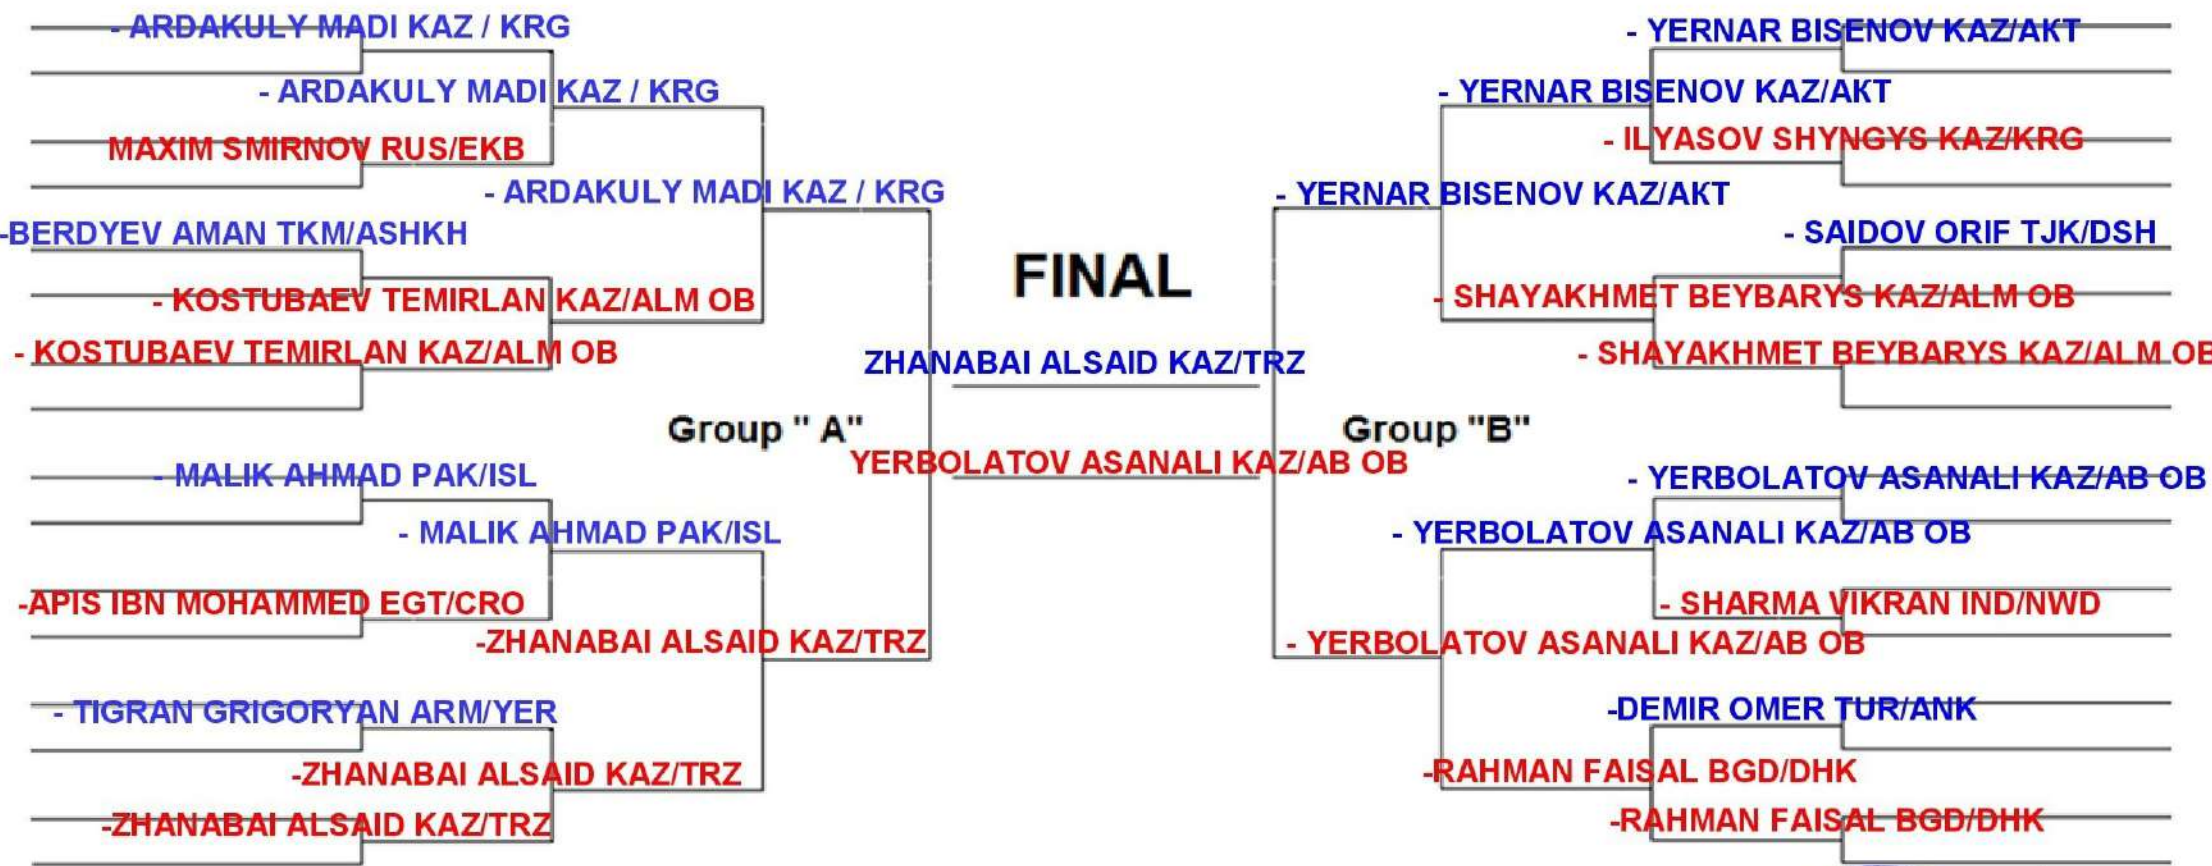 - ARDAKULY MADI KAZ / KRG
- ARDAKULY MADI KAZ / KRG
MAXIM SMIRNOV RUS/EKB
- ARDAKULY MADI KAZ / KRG
-BERDYEV AMAN TKM/ASHKH
- KOSTUBAEV TEMIRLAN KAZ/ALM OB
- KOSTUBAEV TEMIRLAN KAZ/ALM OB
Group " A"
- MALIK AHMAD PAK/ISL
- MALIK AHMAD PAK/ISL
-APIS IBN MOHAMMED EGT/CRO
-ZHANABAI ALSAID KAZ/TRZ
- TIGRAN GRIGORYAN ARM/YER
-ZHANABAI ALSAID KAZ/TRZ
-ZHANABAI ALSAID KAZ/TRZ
FINAL
ZHANABAI ALSAID KAZ/TRZ
YERBOLATOV ASANALI KAZ/AB OB
- YERNAR BISENOV KAZ/AKT
- YERNAR BISENOV KAZ/AKT
- ILYASOV SHYNGYS KAZ/KRG
- YERNAR BISENOV KAZ/AKT
- SAIDOV ORIF TJK/DSH
- SHAYAKHMET BEYBARYS KAZ/ALM OB
- SHAYAKHMET BEYBARYS KAZ/ALM OB
Group "B"
- YERBOLATOV ASANALI KAZ/AB OB
- YERBOLATOV ASANALI KAZ/AB OB
- SHARMA VIKRAN IND/NWD
- YERBOLATOV ASANALI KAZ/AB OB
-DEMIR OMER TUR/ANK
-RAHMAN FAISAL BGD/DHK
-RAHMAN FAISAL BGD/DHK